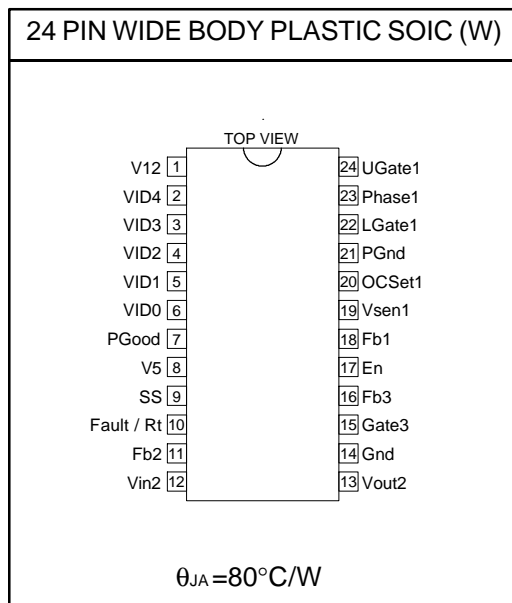 24 PIN WIDE BODY PLASTIC SOIC (W)
TOP VIEW
V12 1 24 UGate1
VID4 2 23 Phase1
VID3 3 22 LGate1
VID2 4 21 PGnd
VID1 5 20 OCSet1
VID0 6 19 Vsen1
PGood 7 18 Fb1
V5 8 17 En
SS 9 16 Fb3
Fault / Rt 10 15 Gate3
Fb2 11 14 Gnd
Vin2 12 13 Vout2
θJA =80°C/W